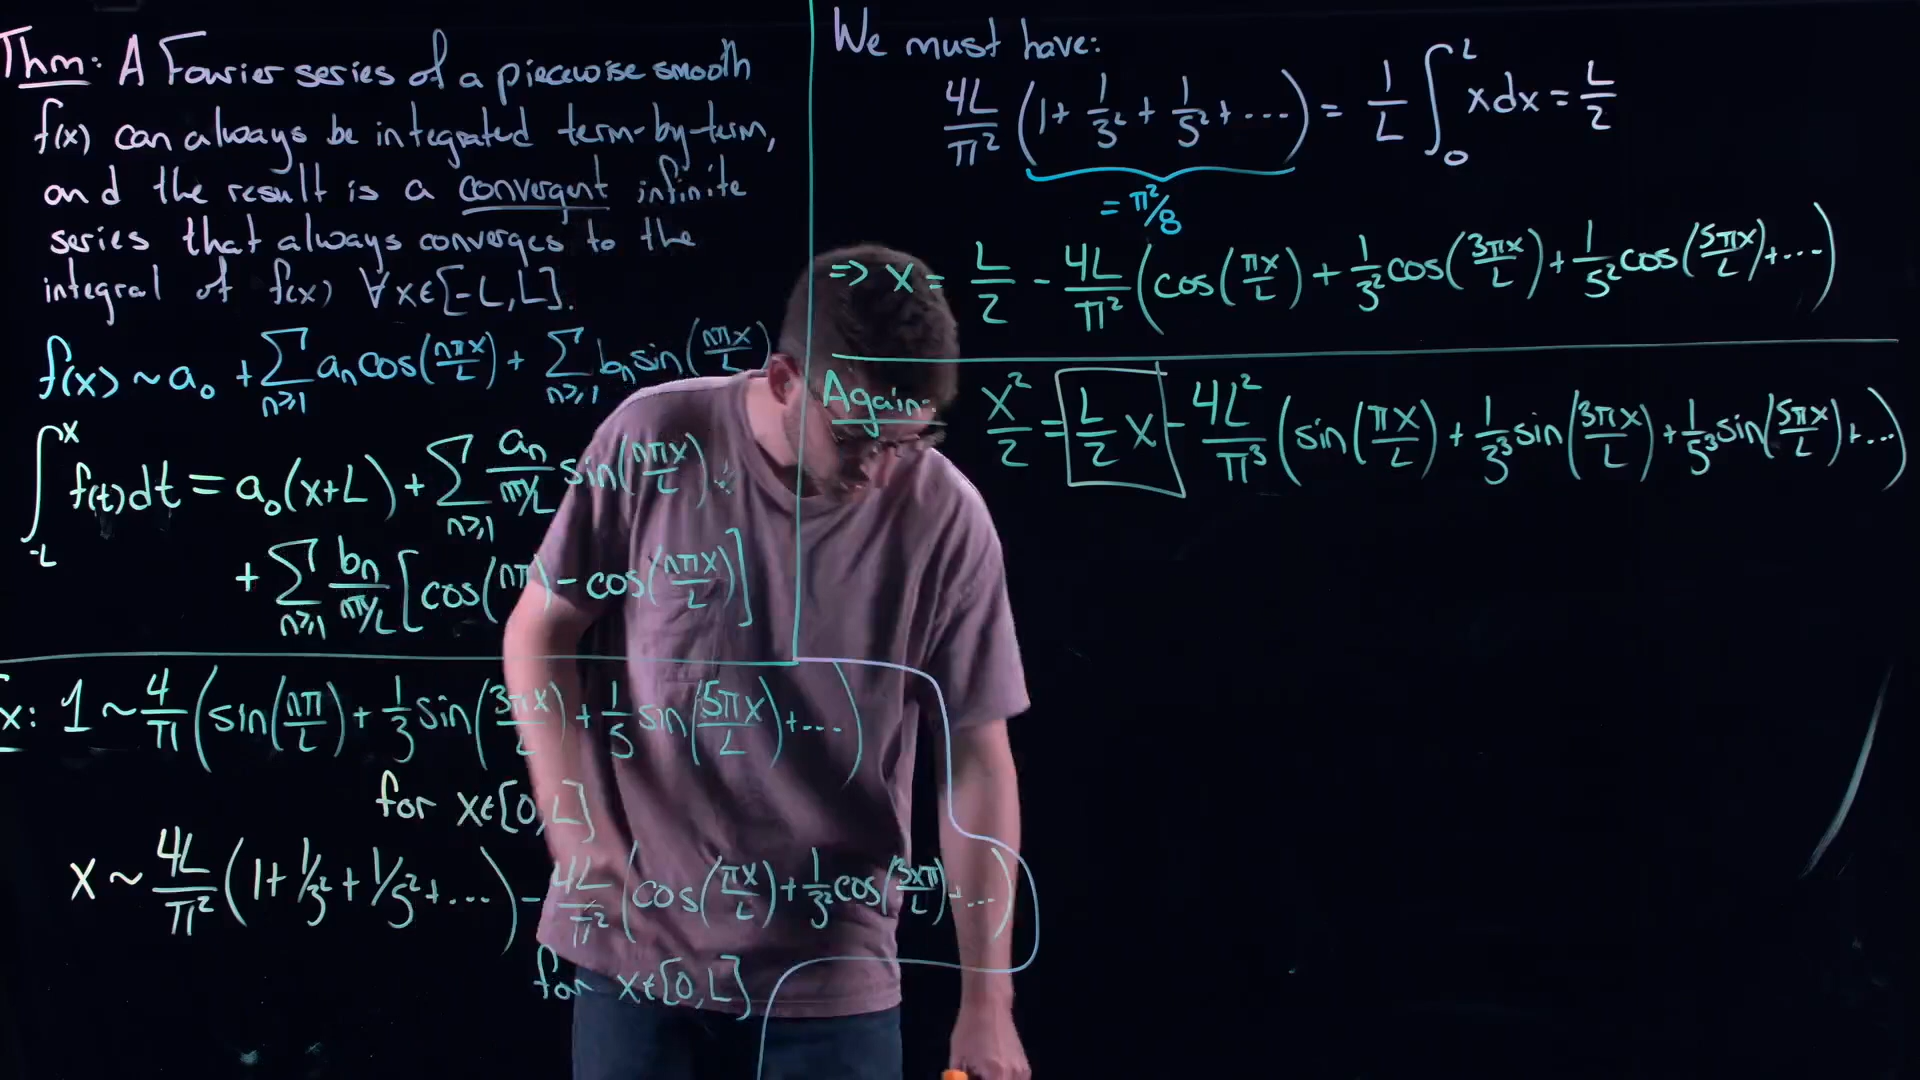 Thm: A Fourier series of a piecewise smooth
f(x) can always be integrated term-by-term,
and the result is a convergent infinite
series that always converges to the
integral of f(x) ∀x∈[-L,L].
f(x) ~ a₀ + ∑_{n≥1} aₙcos(nπx/L) + ∑_{n≥1} bₙsin(nπx/L)
∫_{-L}^{x} f(t)dt = a₀(x+L) + ∑_{n≥1} aₙ/(nπ/L) sin(nπx/L)
+ ∑_{n≥1} bₙ/(nπ/L) [cos(nπ) - cos(nπx/L)]
x: 1 ~ 4/π (sin(nπ/L) + 1/3 sin(3πx/L) + 1/5 sin(5πx/L) + ....)
for x∈[0,L]
x ~ 4L/π² (1 + 1/3² + 1/5² + ....) - 4L/π² (cos(πx/L) + 1/3² cos(3xπ/L) + ....)
for x∈[0,L]
We must have:
4L/π² (1 + 1/3² + 1/5² + ....) = 1/L ∫_0^L xdx = L/2
= π²/8
=> x = L/2 - 4L/π² (cos(πx/L) + 1/3² cos(3πx/L) + 1/5² cos(5πx/L) + ....)
Again: x²/2 = L/2 x - 4L²/π³ (sin(πx/L) + 1/3³ sin(3πx/L) + 1/5³ sin(5πx/L) + ...)